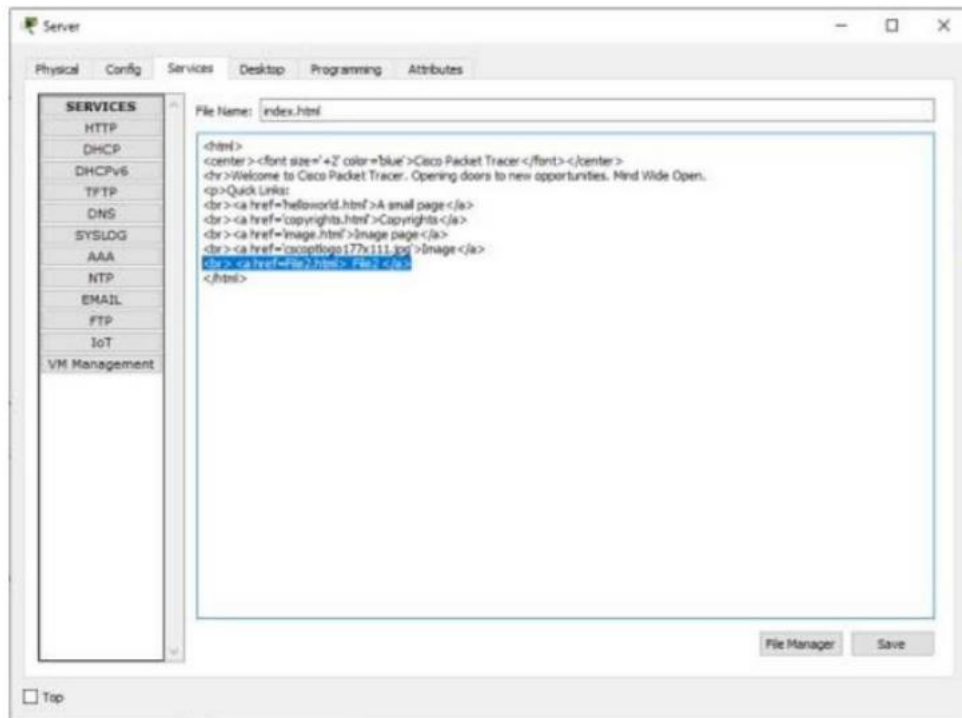 Server
Physical Config Services Desktop Programming Attributes
SERVICES
HTTP
DHCP
DHCPv6
TFTP
DNS
SYSLOG
AAA
NTP
EMAIL
FTP
IoT
VM Management
File Name: index.html
<html>
<center><font size='+2' color='blue'>Cisco Packet Tracer</font></center>
<hr>Welcome to Cisco Packet Tracer. Opening doors to new opportunities. Mind Wide Open.
<p>Quick Links:
<br><a href='helloworld.html'>A small page</a>
<br><a href='copyrights.html'>Copyrights</a>
<br><a href='image.html'>Image page</a>
<br><a href='cscoptlogo177x111.jpg'>Image</a>
<br> <a href=File2.html> File2 </a>
</html>
File Manager Save
Top